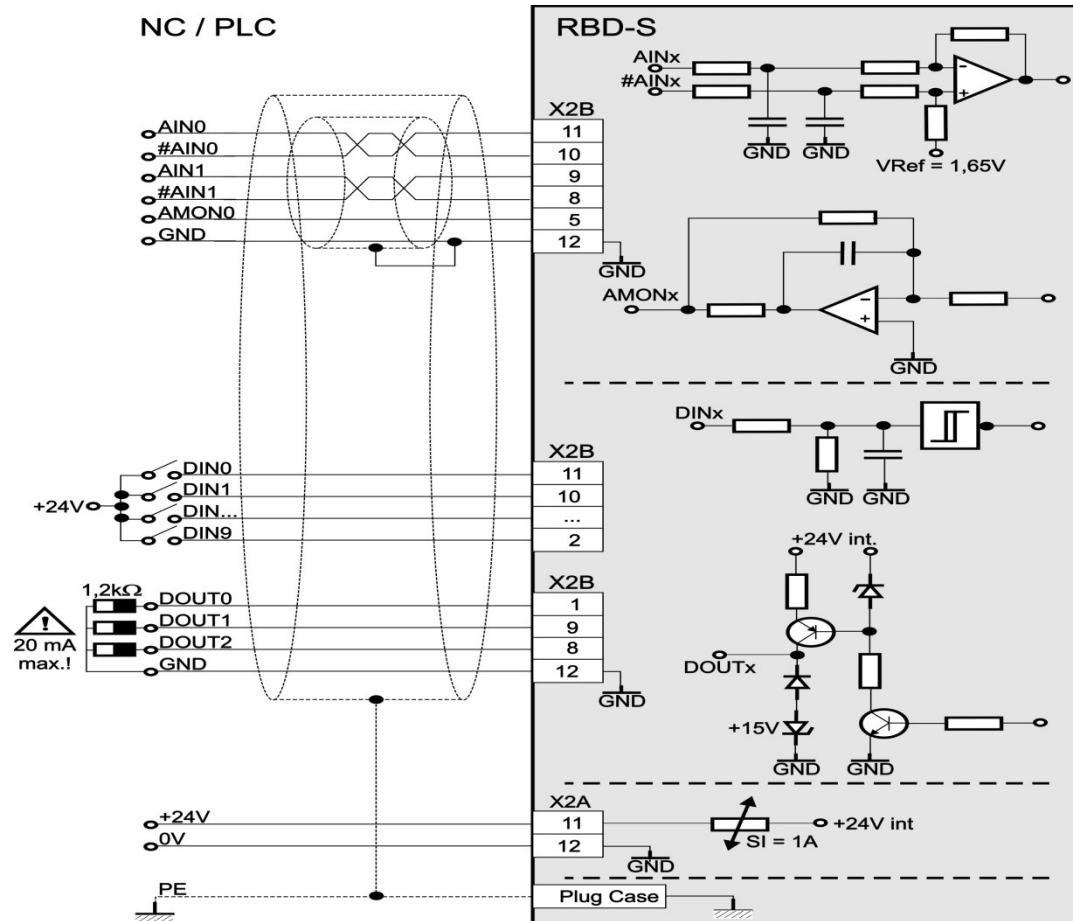 NC / PLC
RBD-S
AINx
#AINx
GND
GND
VRef = 1,65V
X2B
AIN0
11
#AIN0
10
AIN1
9
#AIN1
8
AMON0
5
GND
12
GND
AMONx
GND
DINx
GND
GND
X2B
DIN0
11
DIN1
10
+24V
DIN...
...
DIN9
2
+24V int.
X2B
1,2kΩ
DOUT0
1
!
DOUT1
9
20 mA
max.!
DOUT2
8
GND
12
GND
DOUTx
+15V
GND
GND
X2A
+24V
11
+24V int
0V
12
SI = 1A
GND
PE
Plug Case